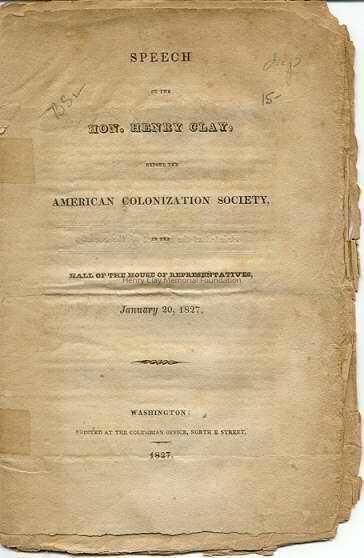 SPEECH
OF THE
HON. HENRY CLAY,
BEFORE THE
AMERICAN COLONIZATION SOCIETY,
IN THE
HALL OF THE HOUSE OF REPRESENTATIVES,
Henry Clay Memorial Foundation
January 20, 1827.
WASHINGTON:
PRINTED AT THE COLUMBIAN OFFICE, NORTH E STREET.
1827.
15-